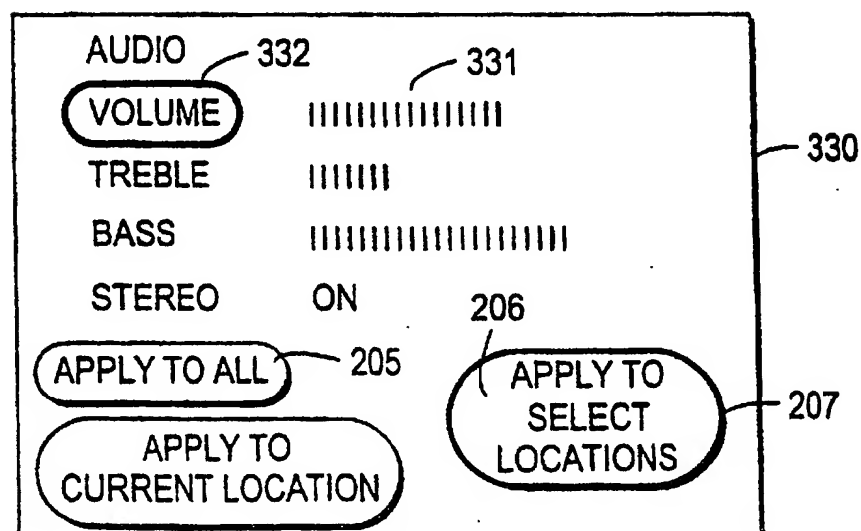 AUDIO 332 331
VOLUME
330
TREBLE
BASS
STEREO ON
206
APPLY TO ALL 205
APPLY TO
SELECT
LOCATIONS
207
APPLY TO
CURRENT LOCATION